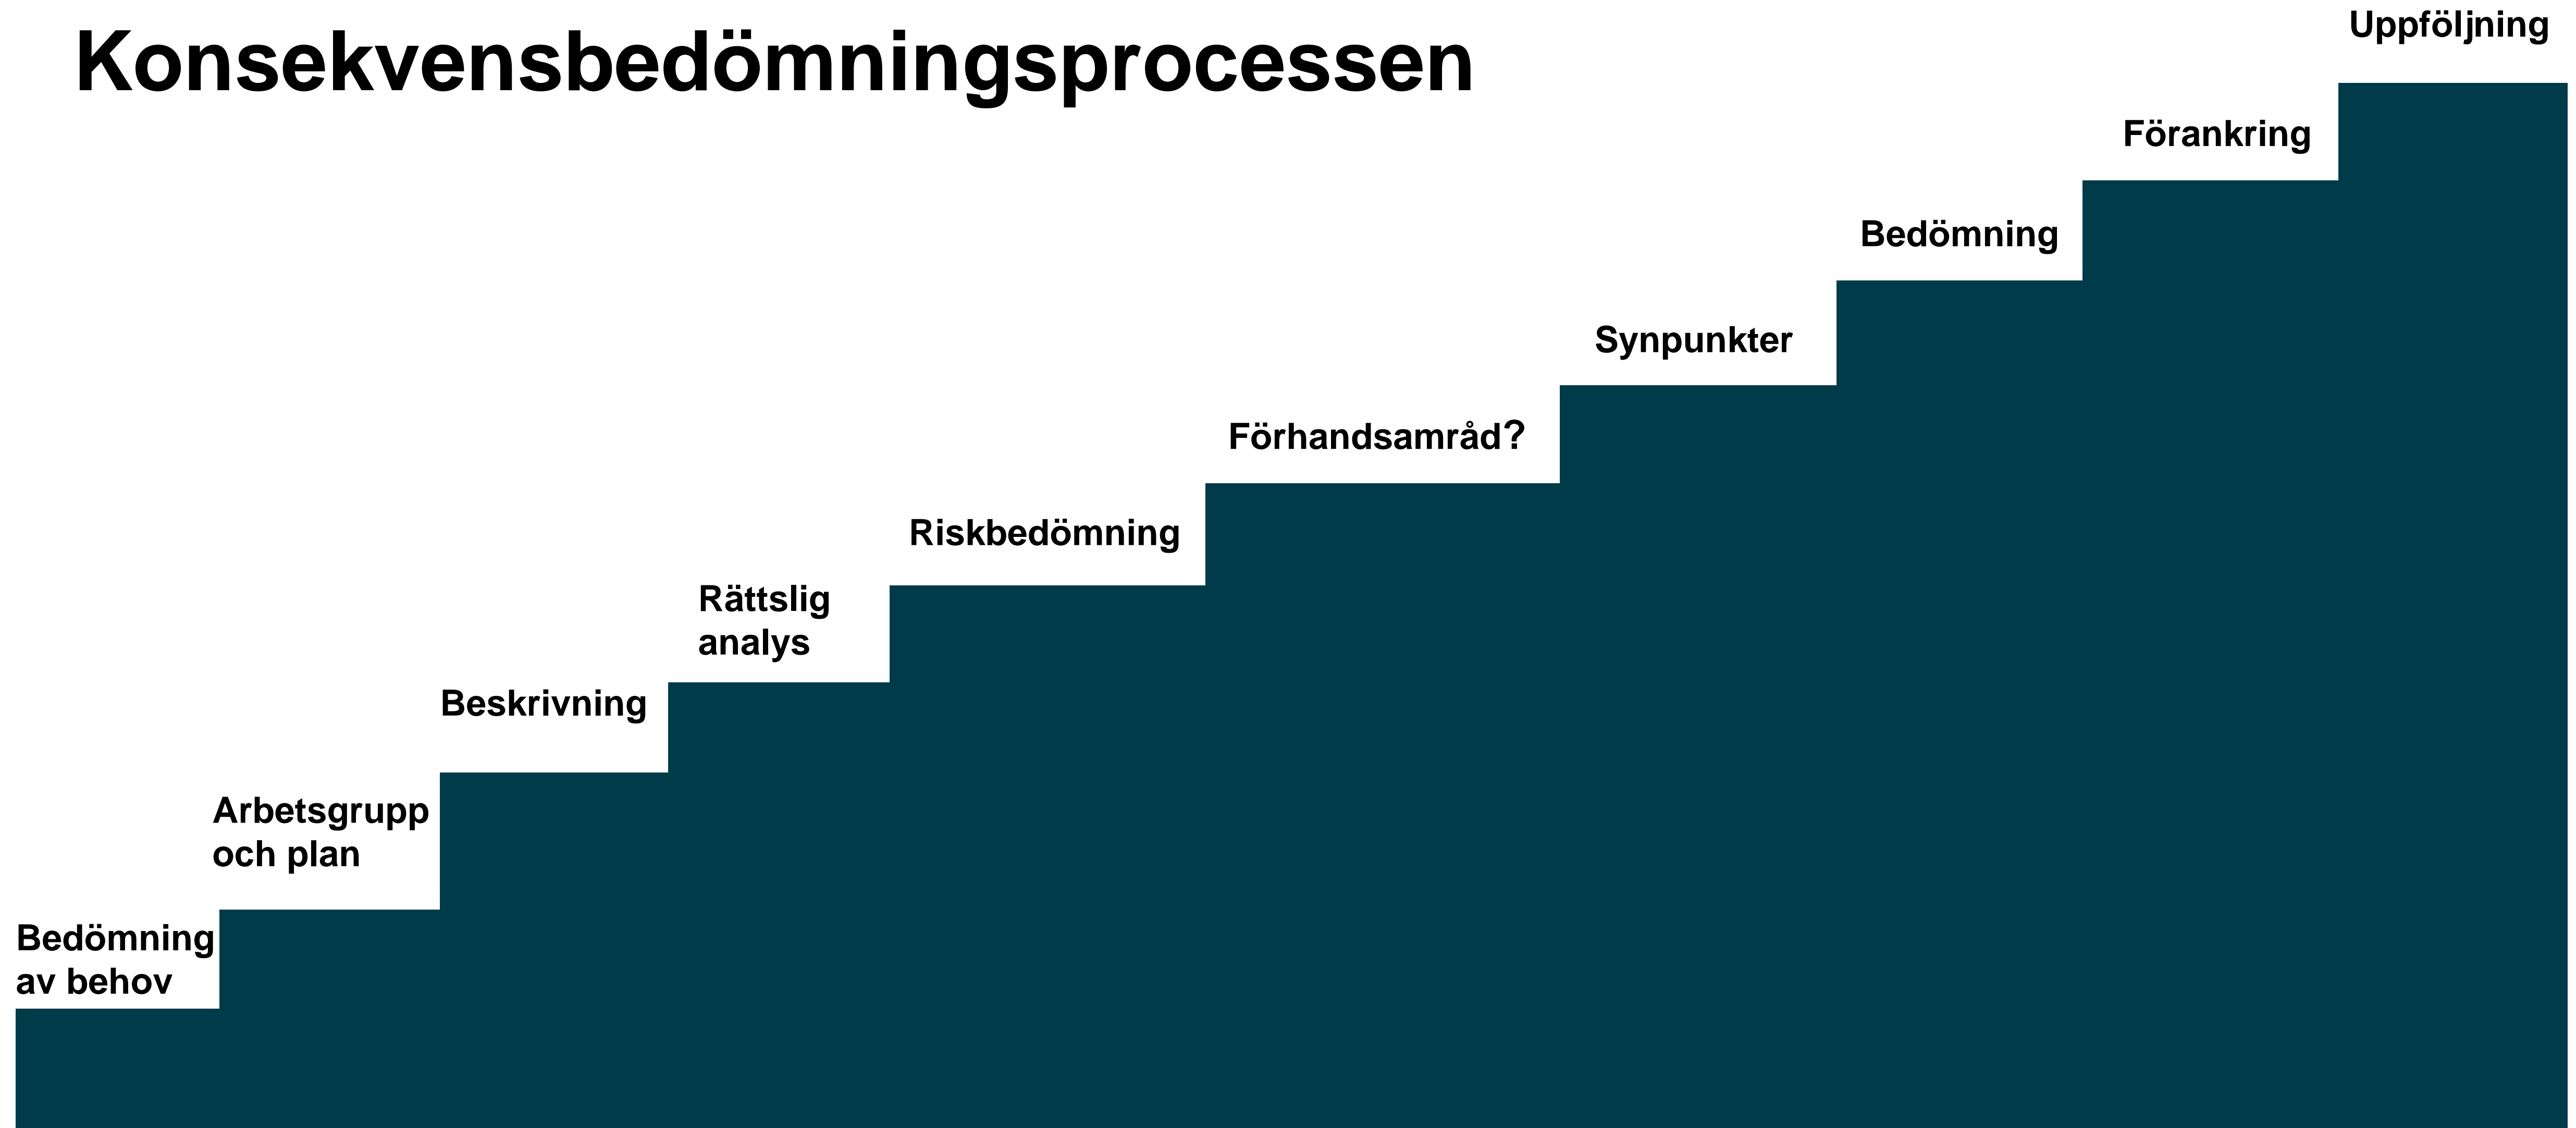 Konsekvensbedömningsprocessen
Bedömning
av behov
Arbetsgrupp
och plan
Beskrivning
Rättslig
analys
Riskbedömning
Förhandsamråd?
Synpunkter
Bedömning
Förankring
Uppföljning